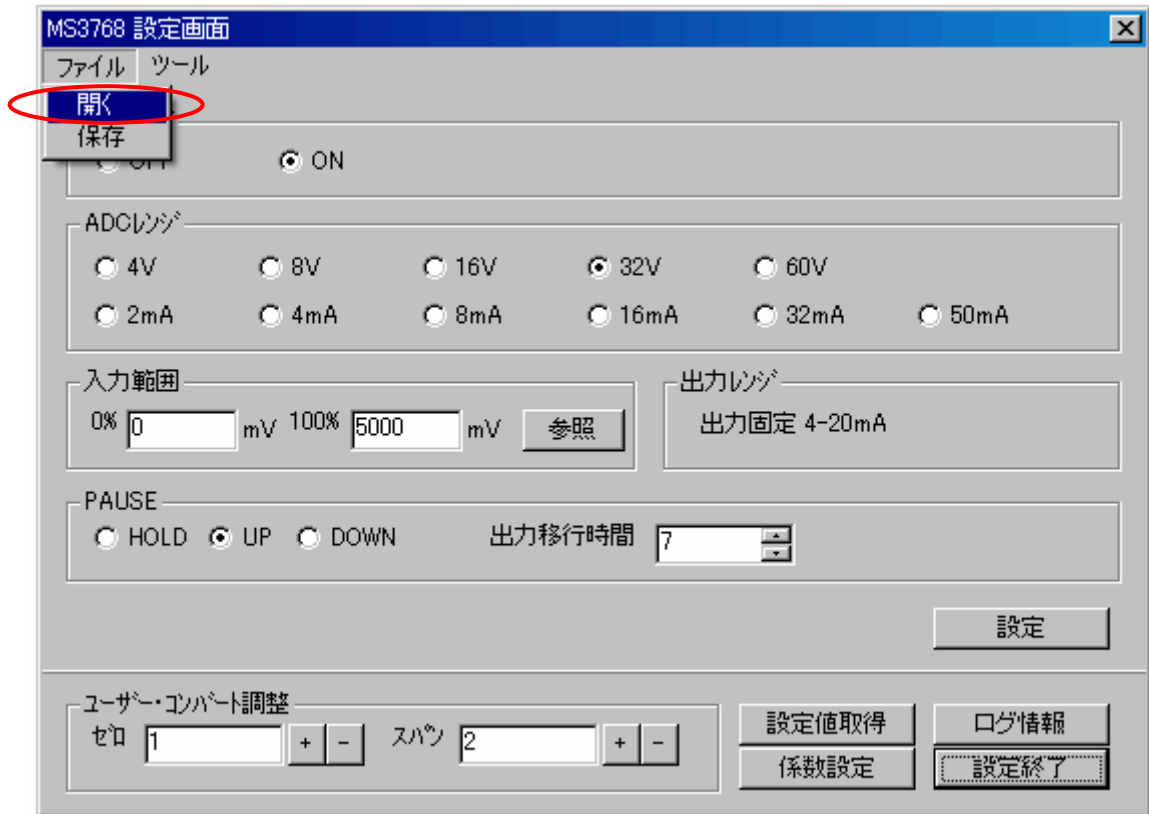 MS3768 設定画面
ファイル ツール
開く
保存
ON
ADCレンジ
4V 8V 16V 32V 60V
2mA 4mA 8mA 16mA 32mA 50mA
入力範囲
0% 0 mV 100% 5000 mV 参照
出力レンジ
出力固定 4-20mA
PAUSE
HOLD UP DOWN 出力移行時間 7
設定
ユーザー・コンバート調整
ゼロ 1 + - スパン 2 + -
設定値取得 ログ情報
係数設定 設定終了